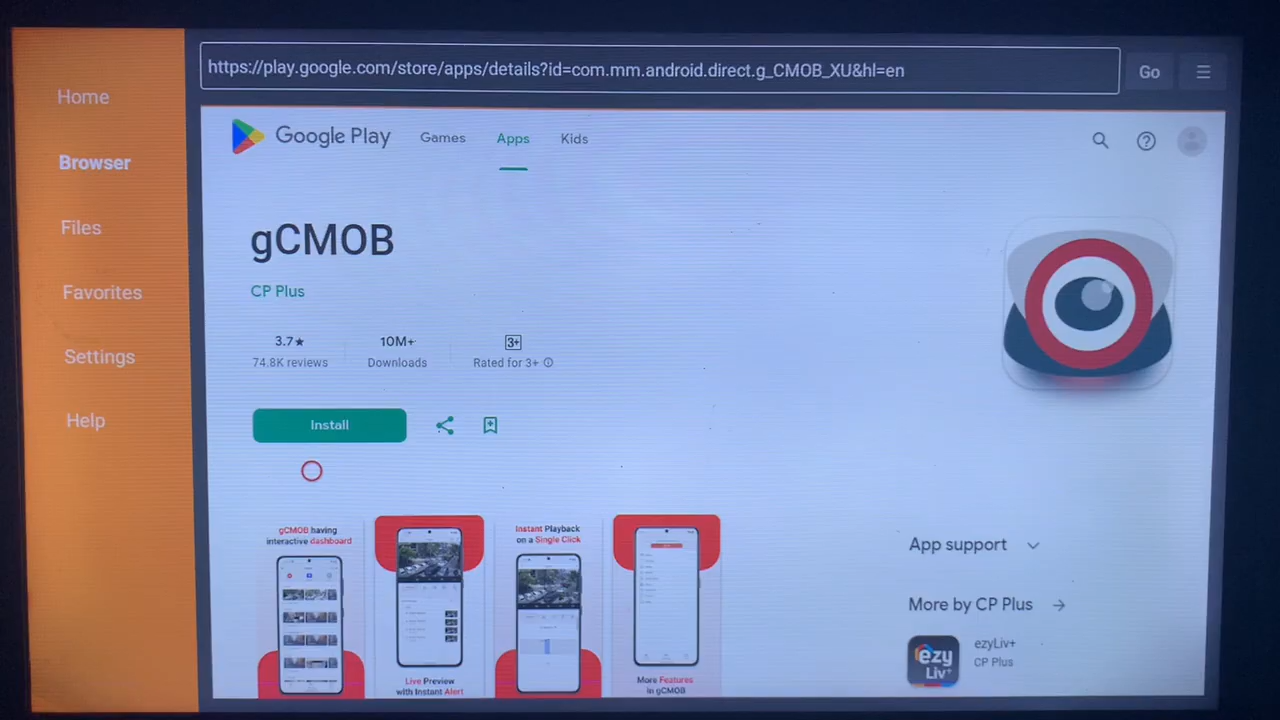 https://play.google.com/store/apps/details?id=com.mm.android.direct.g_CMOB_XU&hl=en
Go
Home
Browser
Files
Favorites
Settings
Help
Google Play
Games
Apps
Kids
gCMOB
CP Plus
3.7★
74.8K reviews
10M+
Downloads
3+
Rated for 3+
Install
gCMOB having
interactive dashboard
Live Preview
with Instant Alert
Instant Playback
on a Single Click
More Features
in gCMOB
App support
More by CP Plus
ezy
Liv+
ezyLiv+
CP Plus